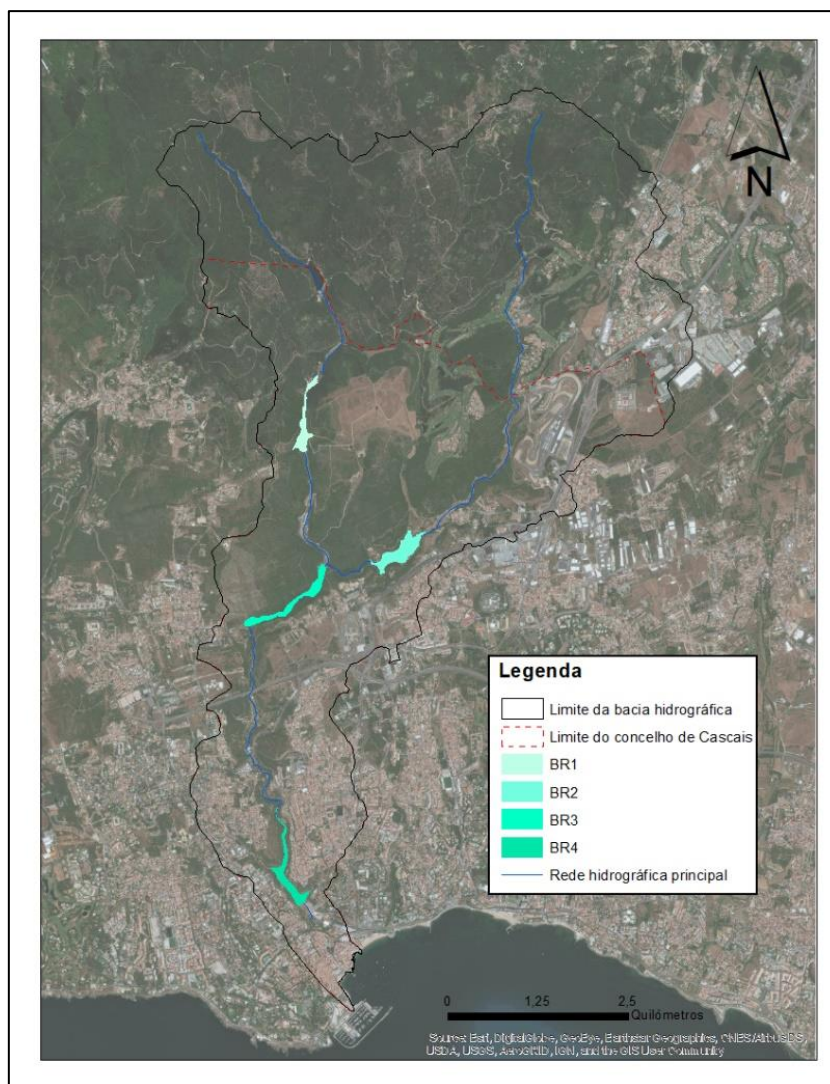 N
Legenda
Limite da bacia hidrográfica
Limite do concelho de Cascais
BR1
BR2
BR3
BR4
Rede hidrográfica principal
0 1,25 2,5
Quilómetros
Source: Esri, DigitalGlobe, GeoEye, Earthstar Geographics, CNES/Airbus DS,
USDA, USGS, AeroGRID, IGN, and the GIS User Community